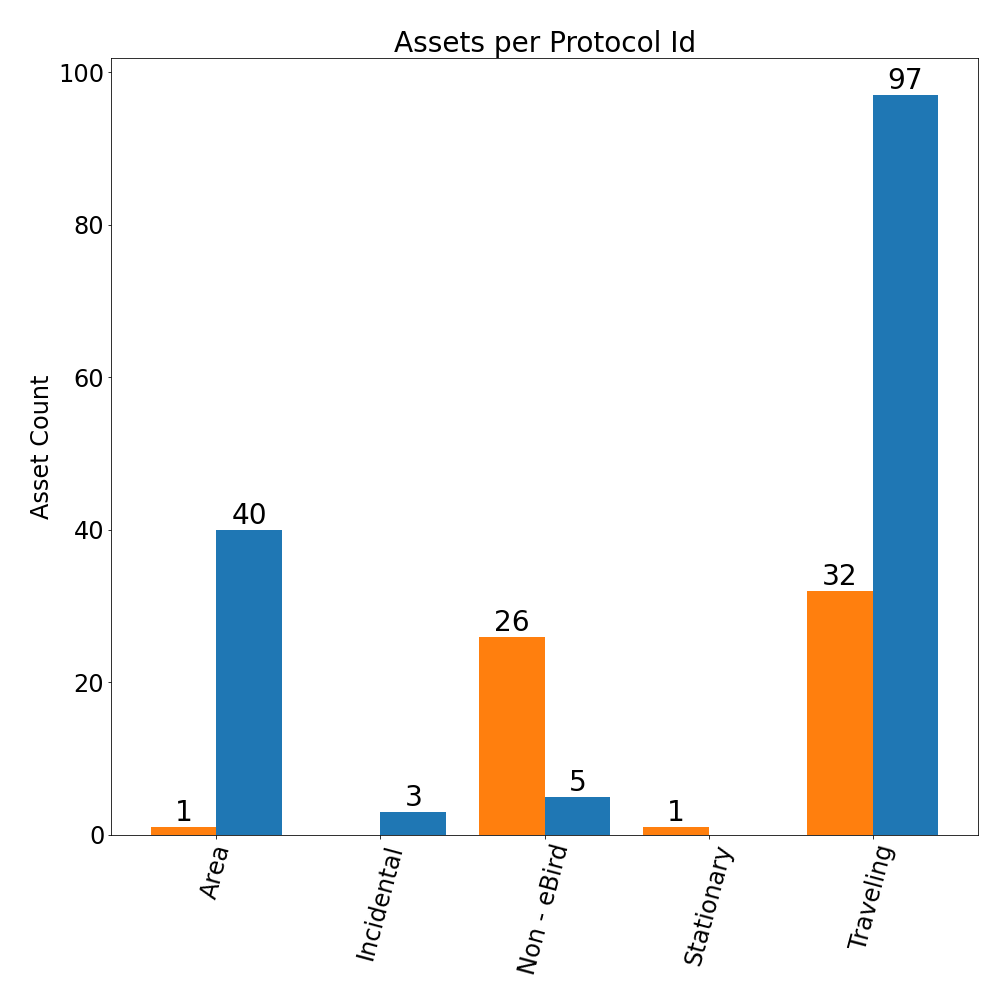 Assets per Protocol Id
Asset Count
100
80
60
40
20
0
1
40
3
26
5
1
32
97
Area
Incidental
Non - eBird
Stationary
Traveling